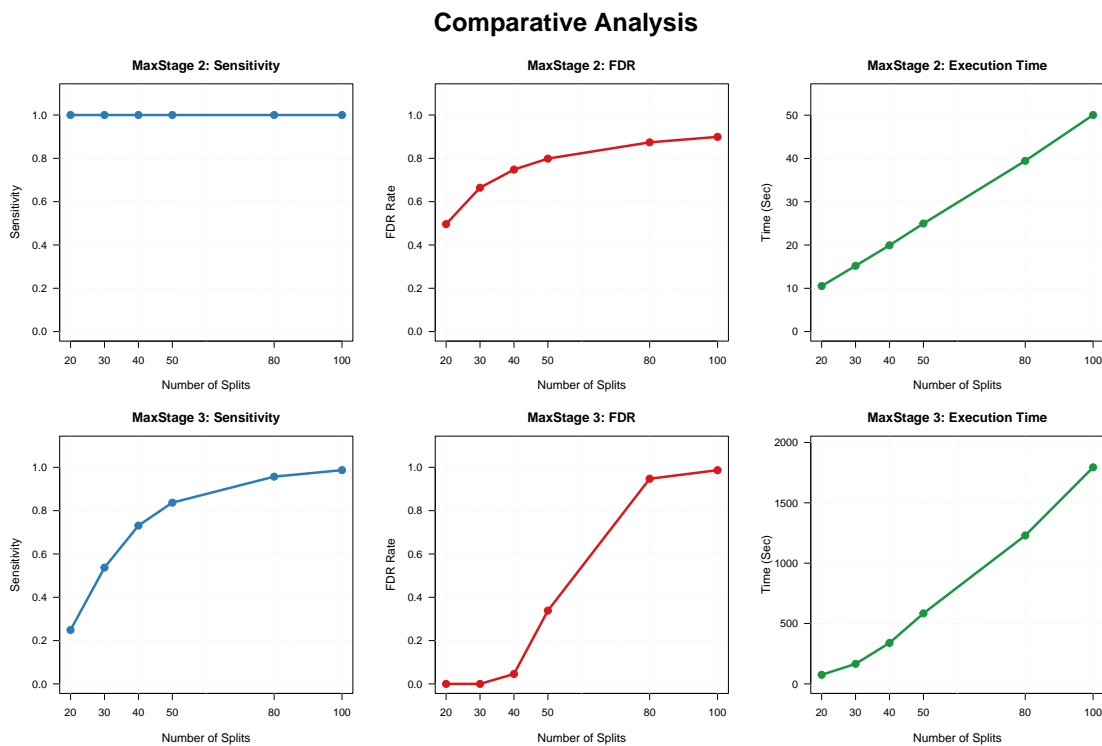 Comparative Analysis
MaxStage 2: Sensitivity
Sensitivity
1.0
0.8
0.6
0.4
0.2
0.0
20 30 40 50 80 100
Number of Splits
MaxStage 2: FDR
FDR Rate
1.0
0.8
0.6
0.4
0.2
0.0
20 30 40 50 80 100
Number of Splits
MaxStage 2: Execution Time
Time (Sec)
50
40
30
20
10
0
20 30 40 50 80 100
Number of Splits
MaxStage 3: Sensitivity
Sensitivity
1.0
0.8
0.6
0.4
0.2
0.0
20 30 40 50 80 100
Number of Splits
MaxStage 3: FDR
FDR Rate
1.0
0.8
0.6
0.4
0.2
0.0
20 30 40 50 80 100
Number of Splits
MaxStage 3: Execution Time
Time (Sec)
2000
1500
1000
500
0
20 30 40 50 80 100
Number of Splits